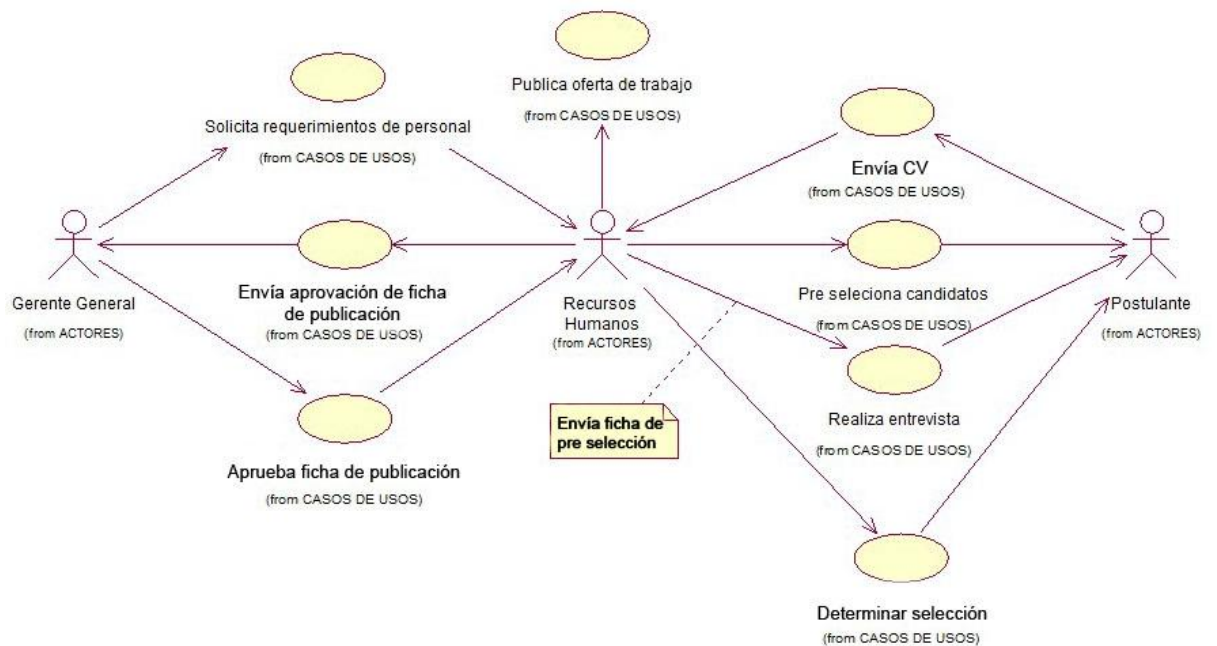 Publica oferta de trabajo
(from CASOS DE USOS)
Solicita requerimientos de personal
(from CASOS DE USOS)
Envía CV
(from CASOS DE USOS)
Gerente General
(from ACTORES)
Envía aprovación de ficha
de publicación
(from CASOS DE USOS)
Recursos
Humanos
(from ACTORES)
Pre seleciona candidatos
(from CASOS DE USOS)
Postulante
(from ACTORES)
Envía ficha de
pre selección
Realiza entrevista
(from CASOS DE USOS)
Aprueba ficha de publicación
(from CASOS DE USOS)
Determinar selección
(from CASOS DE USOS)